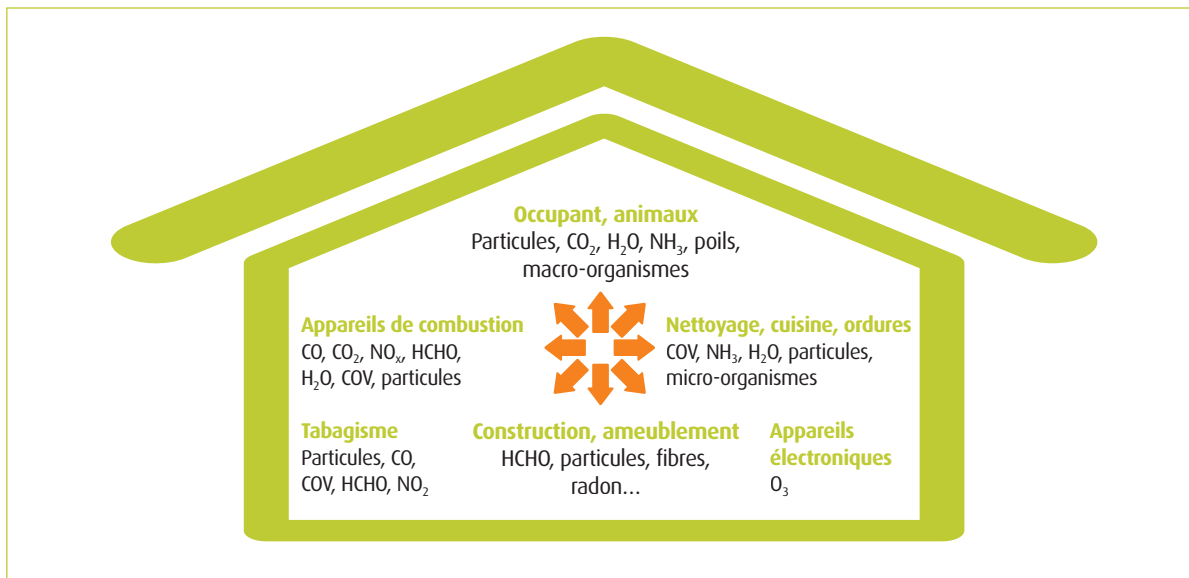 Occupant, animaux
Particules, CO₂, H₂O, NH₃, poils,
macro-organismes
Appareils de combustion
CO, CO₂, NOₓ, HCHO,
H₂O, COV, particules
Nettoyage, cuisine, ordures
COV, NH₃, H₂O, particules,
micro-organismes
Tabagisme
Particules, CO,
COV, HCHO, NO₂
Construction, ameublement
HCHO, particules, fibres,
radon...
Appareils
électroniques
O₃